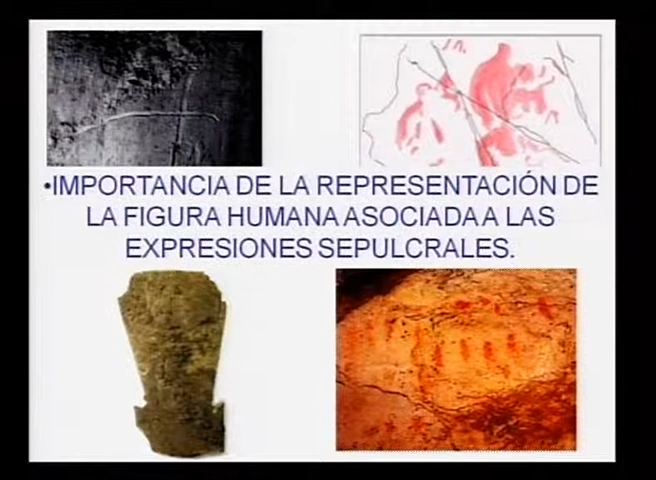 •IMPORTANCIA DE LA REPRESENTACIÓN DE
LA FIGURA HUMANA ASOCIADA A LAS
EXPRESIONES SEPULCRALES.